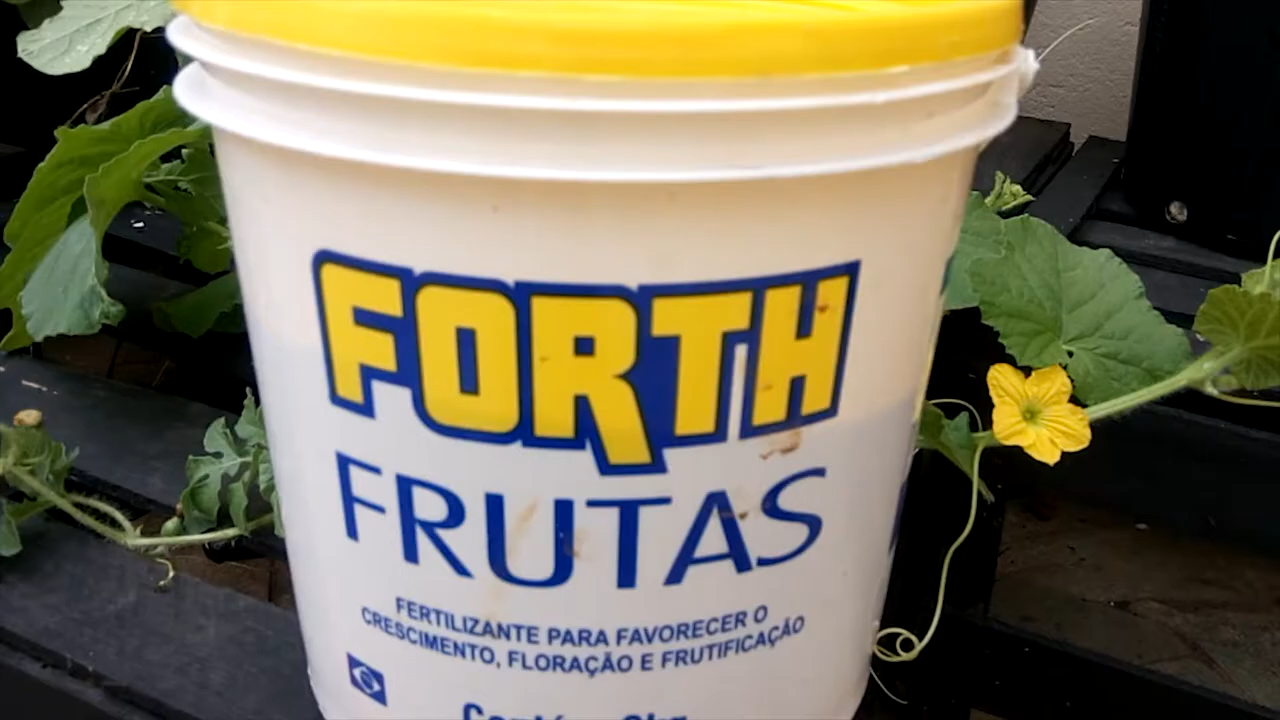 FORTH
FRUTAS
FERTILIZANTE PARA FAVORECER O
CRESCIMENTO, FLORAÇÃO E FRUTIFICAÇÃO